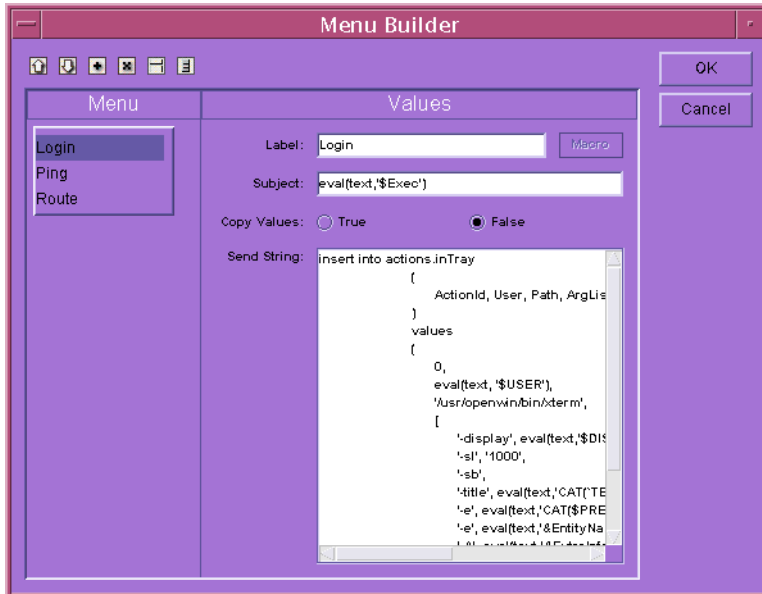 Menu Builder
OK
Cancel
Menu
Values
Login
Ping
Route
Label:
Login
Macro
Subject:
eval(text,'$Exec')
Copy Values:
True
False
Send String:
insert into actions.inTray
(
ActionId, User, Path, ArgLis
)
values
(
0,
eval(text, '$USER'),
'/usr/openwin/bin/xterm',
[
'-display', eval(text,'$DIS
'-sl', '1000',
'-sb',
'-title', eval(text,'CAT(`TE
'-e', eval(text,'CAT($PRE
'-e', eval(text,'&EntityNa